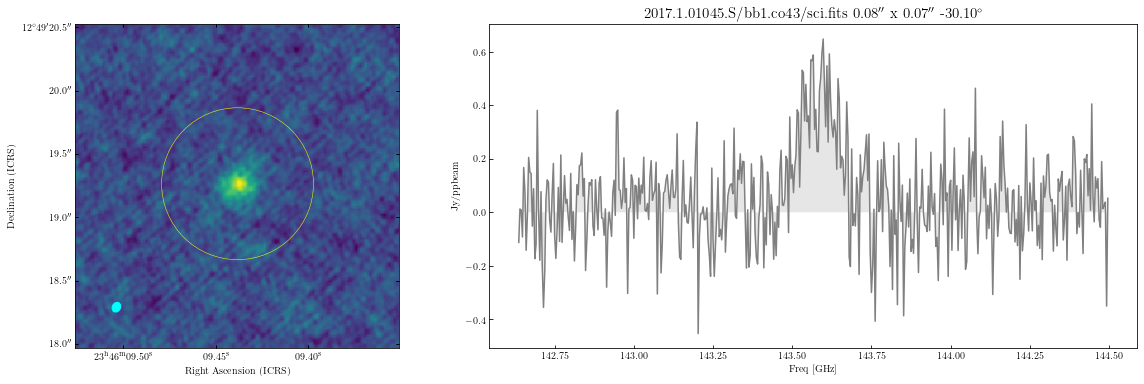 2017.1.01045.S/bb1.co43/sci.fits 0.08″ x 0.07″ -30.10°
12°49′20.5″
20.0″
19.5″
19.0″
18.5″
18.0″
Declination (ICRS)
23ʰ46ᵐ09.50ˢ
09.45ˢ
09.40ˢ
Right Ascension (ICRS)
Jy/ppbeam
0.6
0.4
0.2
0.0
−0.2
−0.4
142.75
143.00
143.25
143.50
143.75
144.00
144.25
144.50
Freq [GHz]